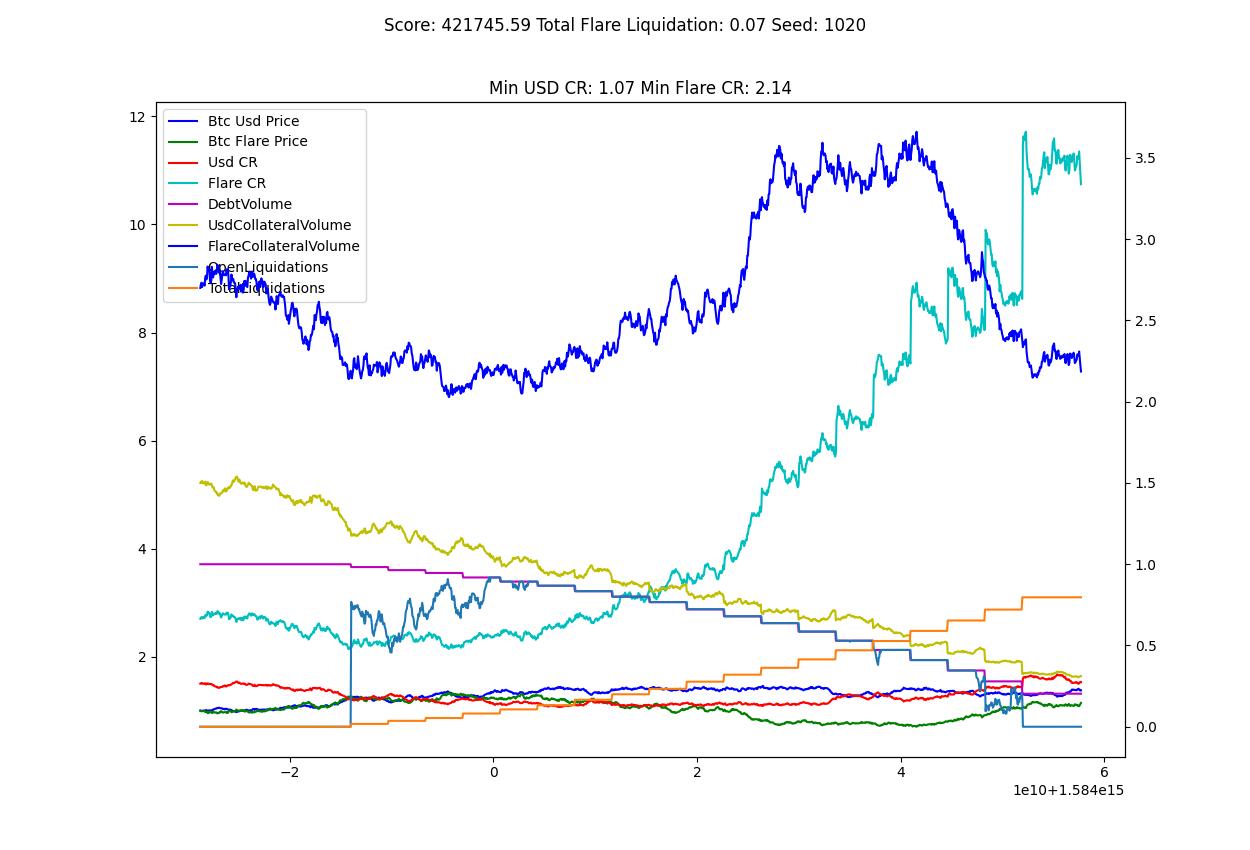 Score: 421745.59 Total Flare Liquidation: 0.07 Seed: 1020
Min USD CR: 1.07 Min Flare CR: 2.14
Btc Usd Price
Btc Flare Price
Usd CR
Flare CR
DebtVolume
UsdCollateralVolume
FlareCollateralVolume
OpenLiquidations
TotalLiquidations
12
10
8
6
4
2
3.5
3.0
2.5
2.0
1.5
1.0
0.5
0.0
−2 0 2 4 6
1e10+1.584e15